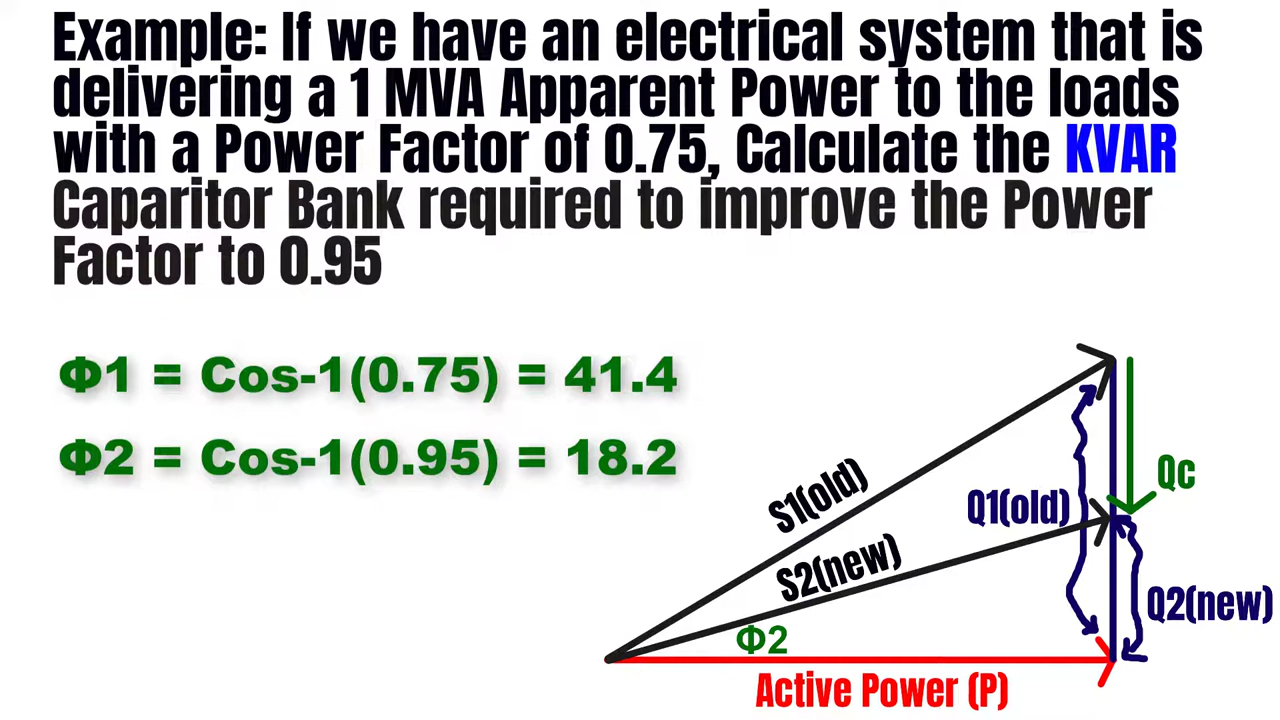 Example: If we have an electrical system that is
delivering a 1 MVA Apparent Power to the loads
with a Power Factor of 0.75, Calculate the KVAR
Caparitor Bank required to improve the Power
Factor to 0.95
Φ1 = Cos-1(0.75) = 41.4
Φ2 = Cos-1(0.95) = 18.2
S1(old)
Q1(old)
Qc
S2(new)
Q2(new)
Φ2
Active Power (P)